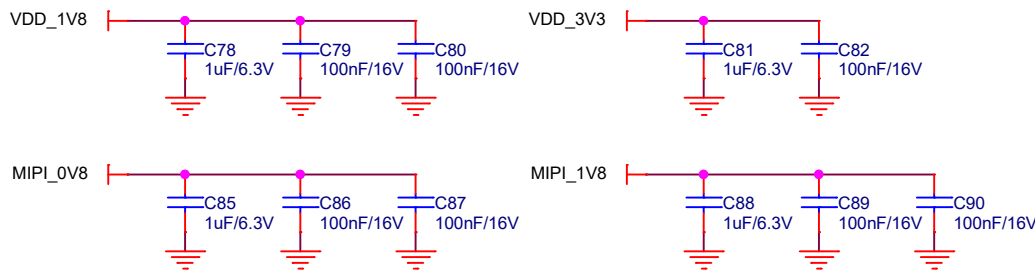 VDD_1V8
C78
1uF/6.3V
C79
100nF/16V
C80
100nF/16V
VDD_3V3
C81
1uF/6.3V
C82
100nF/16V
MIPI_0V8
C85
1uF/6.3V
C86
100nF/16V
C87
100nF/16V
MIPI_1V8
C88
1uF/6.3V
C89
100nF/16V
C90
100nF/16V